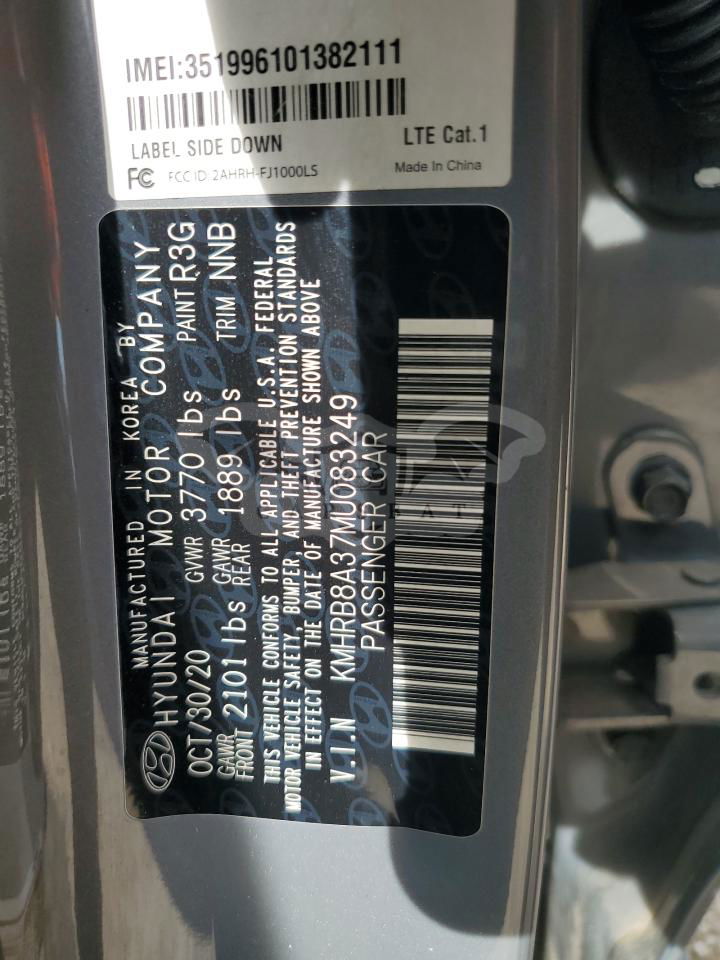 IMEI:351996101382111
LABEL SIDE DOWN
LTE Cat.1
FC FCC ID:2AHRH-FJ1000LS
Made In China
MANUFACTURED IN KOREA BY
HYUNDAI MOTOR COMPANY
OCT/30/20 GVWR 3770 lbs PAINT R3G
GAWR FRONT 2101 lbs GAWR REAR 1889 lbs TRIM NNB
THIS VEHICLE CONFORMS TO ALL APPLICABLE U.S.A. FEDERAL
MOTOR VEHICLE SAFETY, BUMPER, AND THEFT PREVENTION STANDARDS
IN EFFECT ON THE DATE OF MANUFACTURE SHOWN ABOVE
V.I.N KMHRB8A37MU083249
PASSENGER CAR